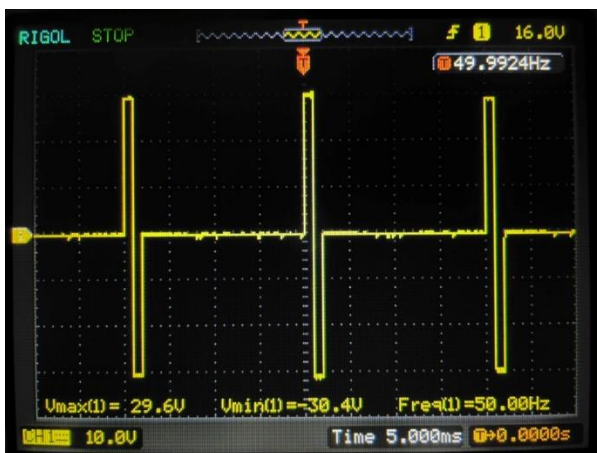 RIGOL STOP T f 1 16.0V
T 49.9924Hz
T
Vmax(1)= 29.6V Vmin(1)=-30.4V Freq(1)=50.00Hz
CH1 10.0V Time 5.000ms T→0.0000s